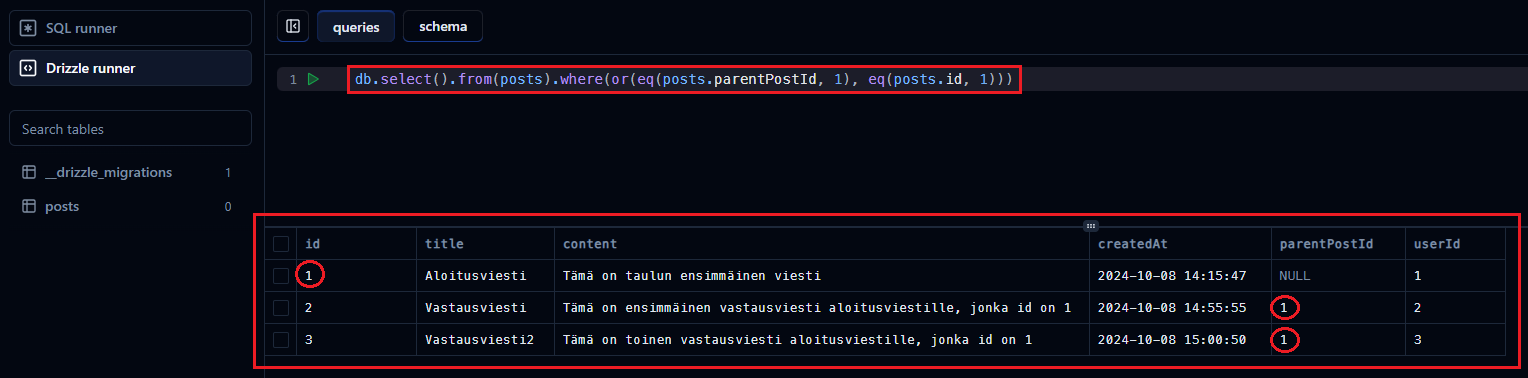 SQL runner
Drizzle runner
Search tables
__drizzle_migrations 1
posts 0
queries schema
1 db.select().from(posts).where(or(eq(posts.parentPostId, 1), eq(posts.id, 1)))
id title content createdAt parentPostId userId
1 Aloitusviesti Tämä on taulun ensimmäinen viesti 2024-10-08 14:15:47 NULL 1
2 Vastausviesti Tämä on ensimmäinen vastausviesti aloitusviestille, jonka id on 1 2024-10-08 14:55:55 1 2
3 Vastausviesti2 Tämä on toinen vastausviesti aloitusviestille, jonka id on 1 2024-10-08 15:00:50 1 3